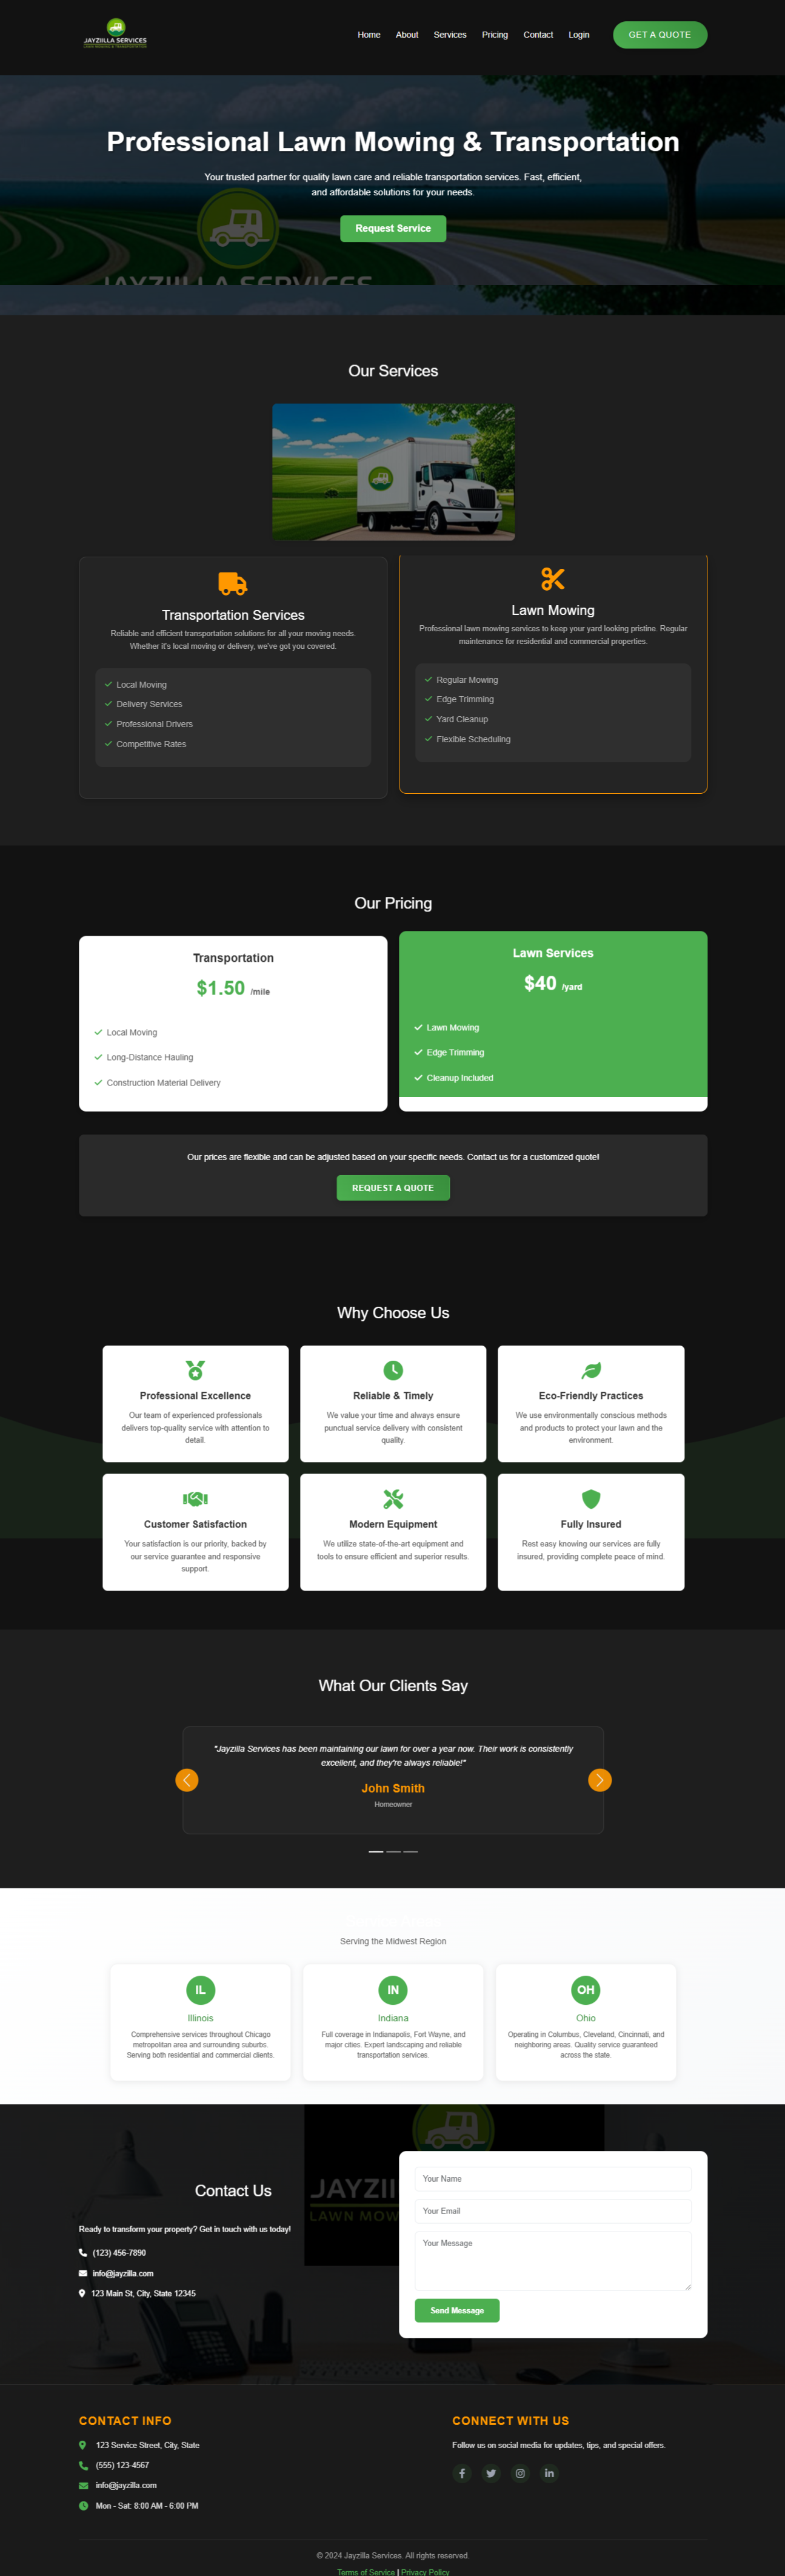 JAYZIILLA SERVICES
LAWN MOWING & TRANSPORTATION
Home About Services Pricing Contact Login GET A QUOTE
Professional Lawn Mowing & Transportation
Your trusted partner for quality lawn care and reliable transportation services. Fast, efficient,
and affordable solutions for your needs.
Request Service
JAYZIILLA SERVICES
Our Services
Transportation Services
Reliable and efficient transportation solutions for all your moving needs.
Whether it's local moving or delivery, we've got you covered.
Local Moving
Delivery Services
Professional Drivers
Competitive Rates
Lawn Mowing
Professional lawn mowing services to keep your yard looking pristine. Regular
maintenance for residential and commercial properties.
Regular Mowing
Edge Trimming
Yard Cleanup
Flexible Scheduling
Our Pricing
Transportation
$1.50 /mile
Local Moving
Long-Distance Hauling
Construction Material Delivery
Lawn Services
$40 /yard
Lawn Mowing
Edge Trimming
Cleanup Included
Our prices are flexible and can be adjusted based on your specific needs. Contact us for a customized quote!
REQUEST A QUOTE
Why Choose Us
Professional Excellence
Our team of experienced professionals
delivers top-quality service with attention to
detail.
Reliable & Timely
We value your time and always ensure
punctual service delivery with consistent
quality.
Eco-Friendly Practices
We use environmentally conscious methods
and products to protect your lawn and the
environment.
Customer Satisfaction
Your satisfaction is our priority, backed by
our service guarantee and responsive
support.
Modern Equipment
We utilize state-of-the-art equipment and
tools to ensure efficient and superior results.
Fully Insured
Rest easy knowing our services are fully
insured, providing complete peace of mind.
What Our Clients Say
"Jayzilla Services has been maintaining our lawn for over a year now. Their work is consistently
excellent, and they're always reliable!"
John Smith
Homeowner
Serving the Midwest Region
IL
Illinois
Comprehensive services throughout Chicago
metropolitan area and surrounding suburbs.
Serving both residential and commercial clients.
IN
Indiana
Full coverage in Indianapolis, Fort Wayne, and
major cities. Expert landscaping and reliable
transportation services.
OH
Ohio
Operating in Columbus, Cleveland, Cincinnati, and
neighboring areas. Quality service guaranteed
across the state.
JAYZII
LAWN MOW
Contact Us
Ready to transform your property? Get in touch with us today!
(123) 456-7890
info@jayzilla.com
123 Main St, City, State 12345
Your Name
Your Email
Your Message
Send Message
CONTACT INFO
123 Service Street, City, State
(555) 123-4567
info@jayzilla.com
Mon - Sat: 8:00 AM - 6:00 PM
CONNECT WITH US
Follow us on social media for updates, tips, and special offers.
© 2024 Jayzilla Services. All rights reserved.
Terms of Service | Privacy Policy